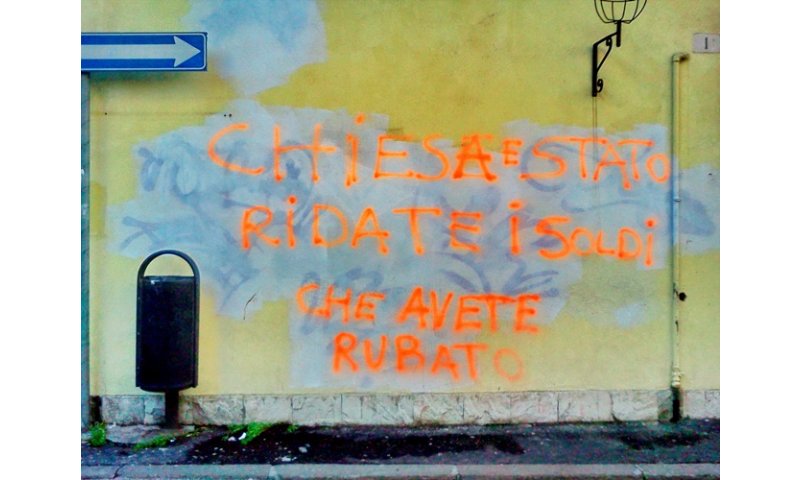 CHIESA E STATO
RIDATE I SOLDI
CHE AVETE
RUBATO